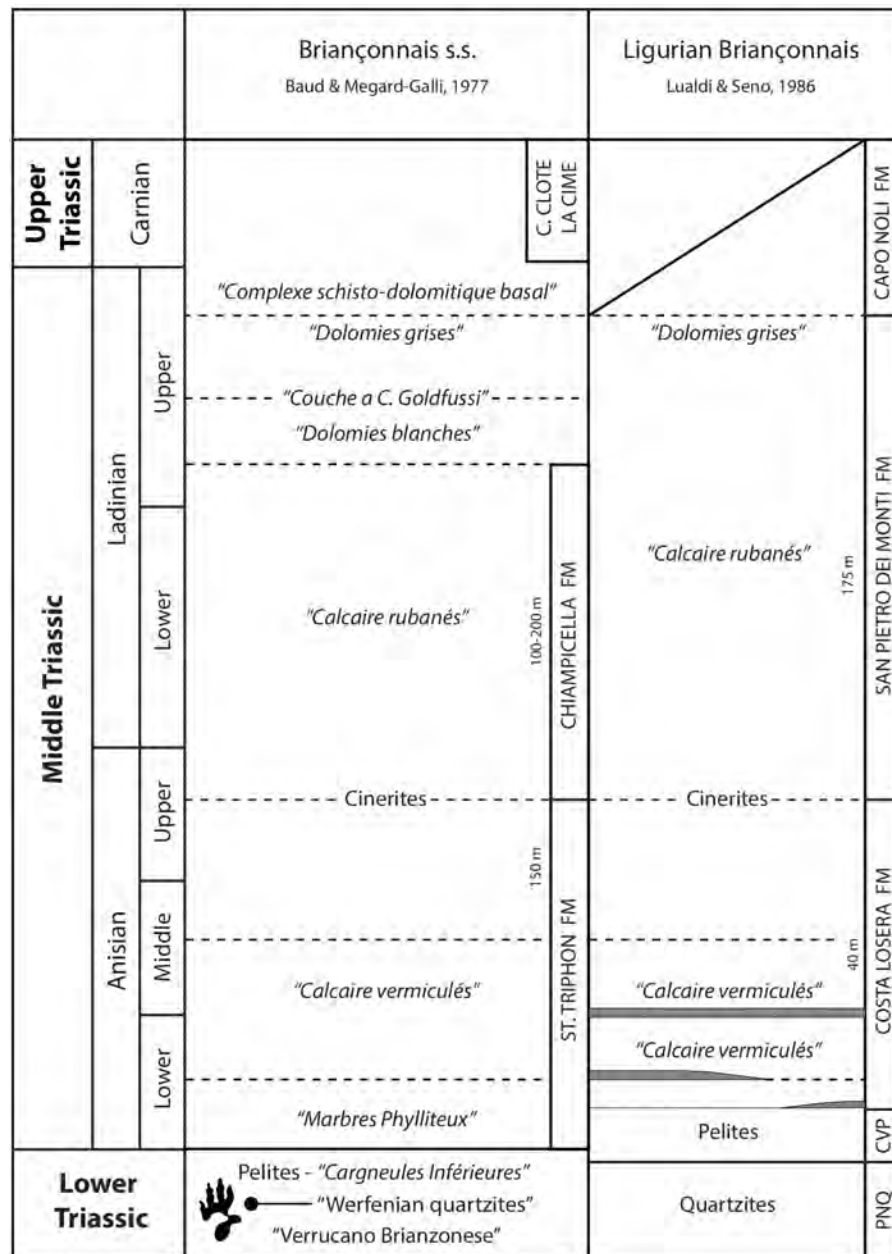 Briançonnais s.s.
Baud & Megard-Galli, 1977
Ligurian Briançonnais
Lualdi & Seno, 1986
Upper
Triassic
Carnian
C. CLOTE
LA CIME
CAPO NOLI FM
"Complexe schisto-dolomitique basal"
"Dolomies grises"
"Dolomies grises"
Middle Triassic
Ladinian
Upper
"Couche a C. Goldfussi"
"Dolomies blanches"
Lower
"Calcaire rubanés"
100-200 m
CHIAMPICELLA FM
"Calcaire rubanés"
175 m
SAN PIETRO DEI MONTI FM
Anisian
Upper
Cinerites
Cinerites
150 m
Middle
ST. TRIPHON FM
40 m
COSTA LOSERA FM
"Calcaire vermiculés"
"Calcaire vermiculés"
"Calcaire vermiculés"
Lower
"Marbres Phylliteux"
Pelites
CVP
Lower
Triassic
Pelites - "Cargneules Inférieures"
"Werfenian quartzites"
"Verrucano Brianzonese"
Quartzites
PNQ